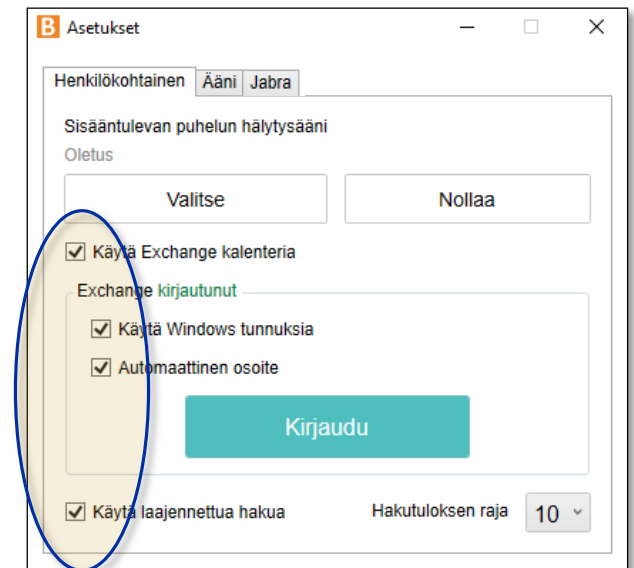 B Asetukset
Henkilökohtainen Ääni Jabra
Sisääntulevan puhelun hälytysääni
Oletus
Valitse Nollaa
Käytä Exchange kalenteria
Exchange kirjautunut
Käytä Windows tunnuksia
Automaattinen osoite
Kirjaudu
Käytä laajennettua hakua Hakutuloksen raja 10